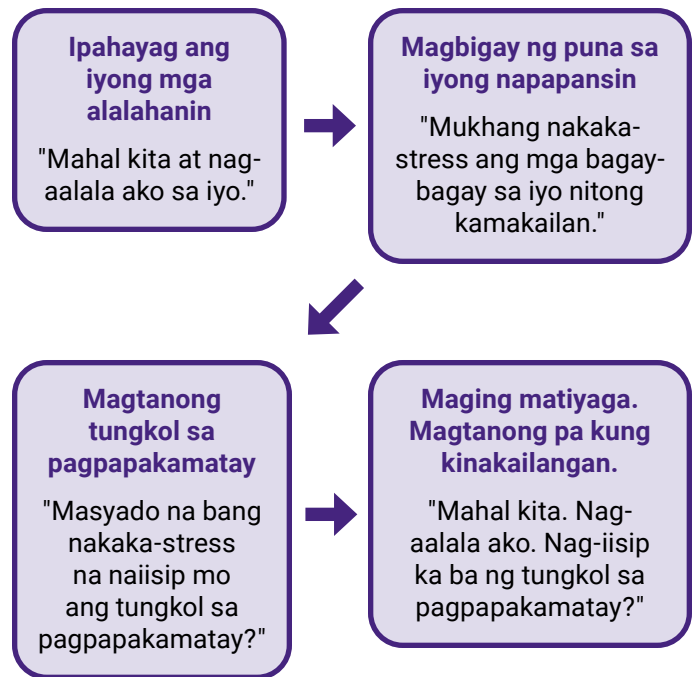 Ipahayag ang
iyong mga
alalahanin
"Mahal kita at nag-
aalala ako sa iyo."
Magbigay ng puna sa
iyong napapansin
"Mukhang nakaka-
stress ang mga bagay-
bagay sa iyo nitong
kamakailan."
Magtanong
tungkol sa
pagpapakamatay
"Masyado na bang
nakaka-stress
na naiisip mo
ang tungkol sa
pagpapakamatay?"
Maging matiyaga.
Magtanong pa kung
kinakailangan.
"Mahal kita. Nag-
aalala ako. Nag-iisip
ka ba ng tungkol sa
pagpapakamatay?"